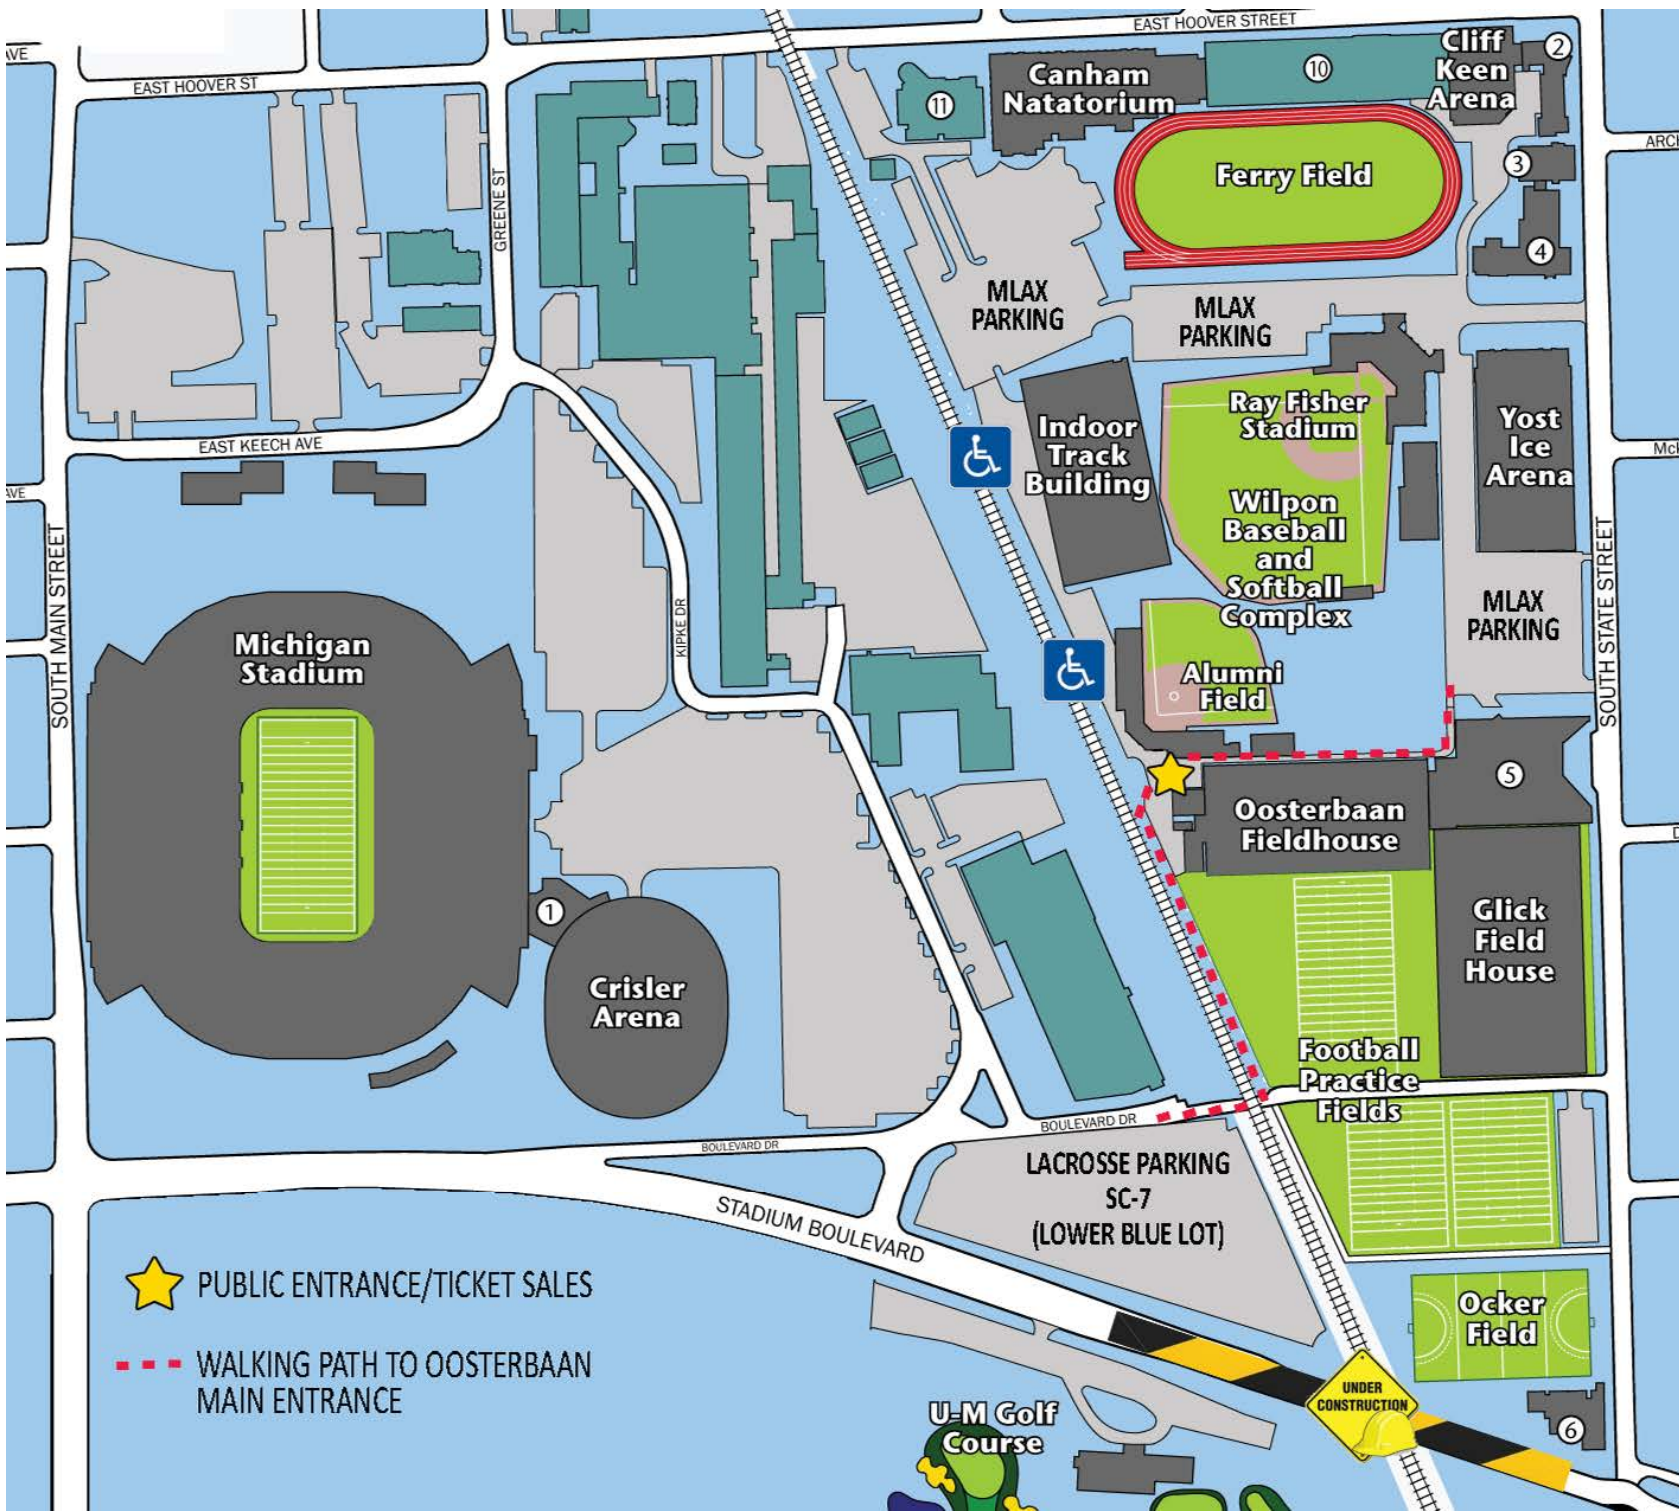 EAST HOOVER STREET
AVE
EAST HOOVER ST
Cliff
Keen
Arena
2
Canham
Natatorium
10
11
ARCH
3
Ferry Field
4
GREENE ST
MLAX
PARKING
MLAX
PARKING
Ray Fisher
Stadium
Indoor
Track
Building
Yost
Ice
Arena
EAST KEECH AVE
AVE
Wilpon
Baseball
and
Softball
Complex
SOUTH MAIN STREET
SOUTH STATE STREET
KIPKE DR
MLAX
PARKING
Michigan
Stadium
Alumni
Field
5
Oosterbaan
Fieldhouse
1
Glick
Field
House
Crisler
Arena
Football
Practice
Fields
BOULEVARD DR
BOULEVARD DR
LACROSSE PARKING
SC-7
(LOWER BLUE LOT)
STADIUM BOULEVARD
PUBLIC ENTRANCE/TICKET SALES
WALKING PATH TO OOSTERBAAN
MAIN ENTRANCE
Ocker
Field
UNDER
CONSTRUCTION
6
U-M Golf
Course